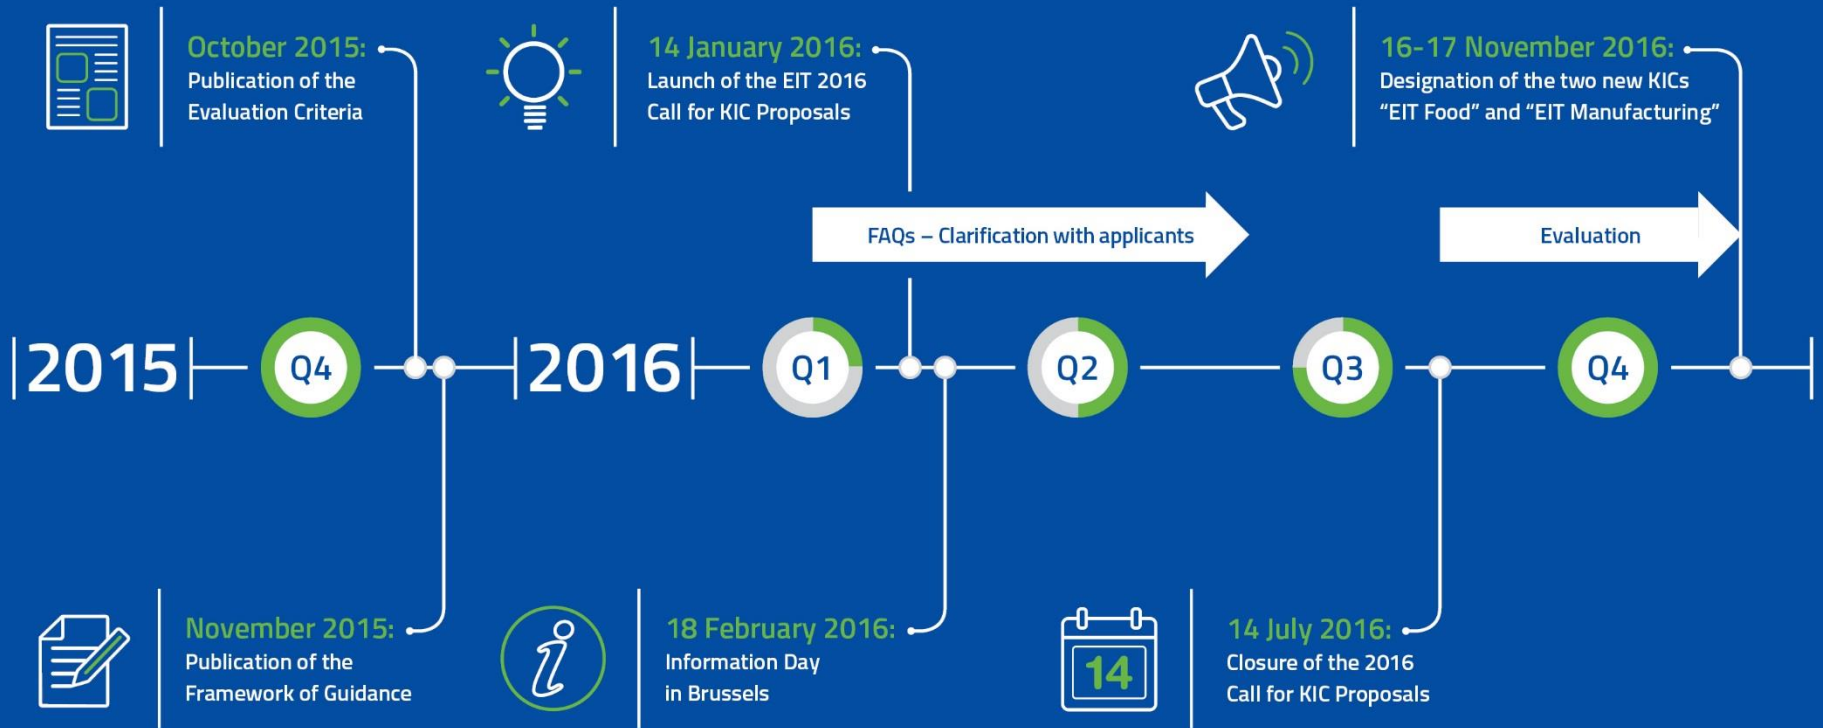 October 2015:
Publication of the
Evaluation Criteria
14 January 2016:
Launch of the EIT 2016
Call for KIC Proposals
16-17 November 2016:
Designation of the two new KICs
“EIT Food” and “EIT Manufacturing”
FAQs – Clarification with applicants
Evaluation
2015
Q4
2016
Q1
Q2
Q3
Q4
November 2015:
Publication of the
Framework of Guidance
i
18 February 2016:
Information Day
in Brussels
14
14 July 2016:
Closure of the 2016
Call for KIC Proposals